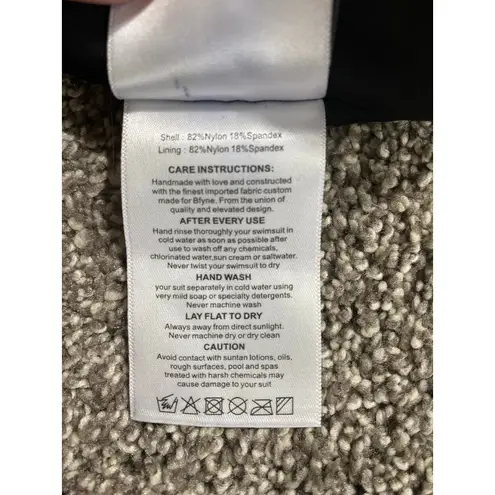 Shell : 82%Nylon 18%Spandex
Lining : 82%Nylon 18%Spandex
CARE INSTRUCTIONS:
Handmade with love and constructed
with the finest imported fabric custom
made for Bfyne. From the union of
quality and elevated design.
AFTER EVERY USE
Hand rinse thoroughly your swimsuit in
cold water as soon as possible after
use to wash off any chemicals,
chlorinated water,sun cream or saltwater.
Never twist your swimsuit to dry
HAND WASH
your suit separately in cold water using
very mild soap or specialty detergents.
Never machine wash
LAY FLAT TO DRY
Always away from direct sunlight.
Never machine dry or dry clean
CAUTION
Avoid contact with suntan lotions, oils,
rough surfaces, pool and spas
treated with harsh chemicals may
cause damage to your suit